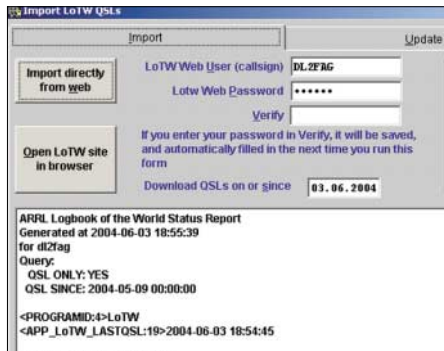 Import LoTW QSLs
Import
Update
Import directly
from web
LoTW Web User (callsign) DL2FAG
Lotw Web Password ••••••
Verify
If you enter your password in Verify, it will be saved,
and automatically filled in the next time you run this
form
Open LoTW site
in browser
Download QSLs on or since 03.06.2004
ARRL Logbook of the World Status Report
Generated at 2004-06-03 18:55:39
for dl2fag
Query:
QSL ONLY: YES
QSL SINCE: 2004-05-09 00:00:00
<PROGRAMID:4>LoTW
<APP_LoTW_LASTQSL:19>2004-06-03 18:54:45